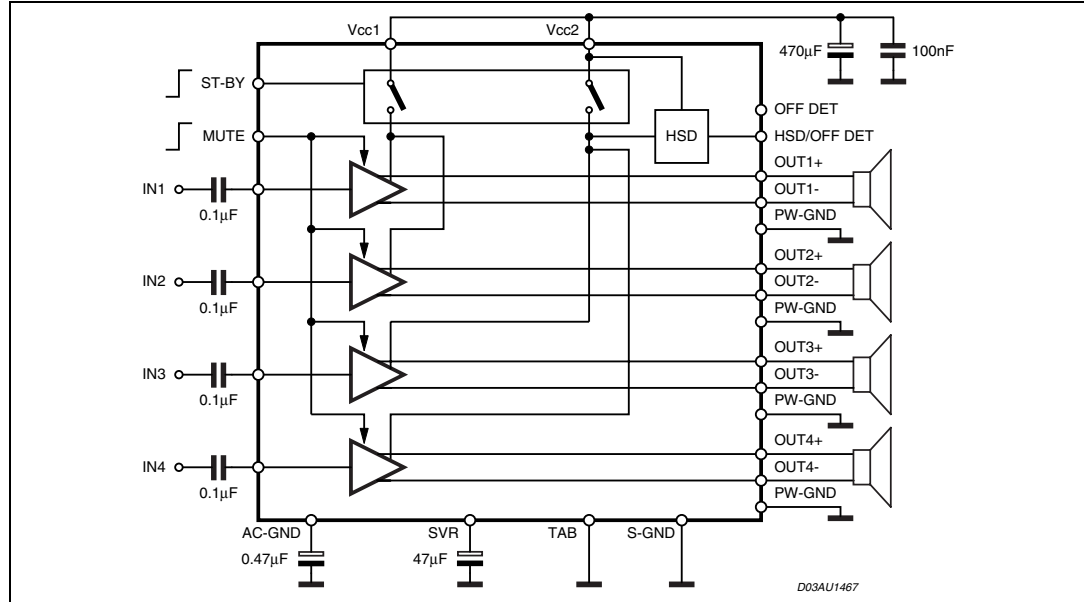 Vcc1
Vcc2
470μF
100nF
ST-BY
OFF DET
MUTE
HSD
HSD/OFF DET
OUT1+
IN1
OUT1-
0.1μF
PW-GND
OUT2+
IN2
OUT2-
0.1μF
PW-GND
OUT3+
IN3
OUT3-
0.1μF
PW-GND
OUT4+
IN4
OUT4-
0.1μF
PW-GND
AC-GND
SVR
TAB
S-GND
0.47μF
47μF
D03AU1467